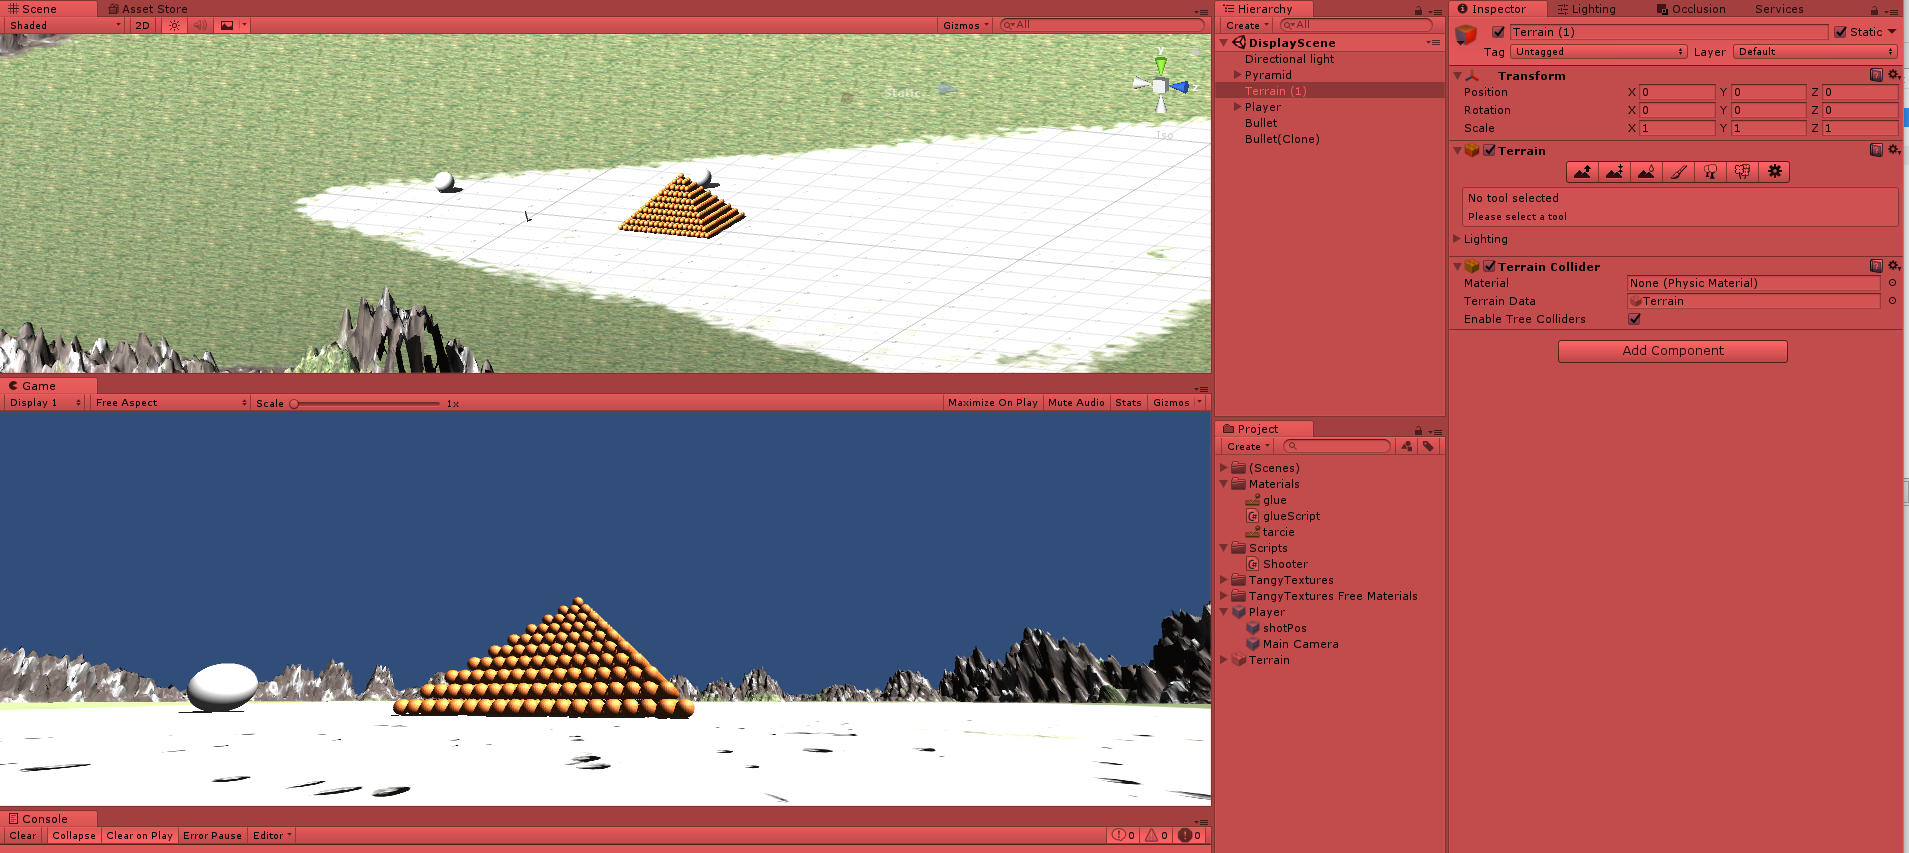 Scene Asset Store
Shaded 2D Gizmos All
Static
y
z
Iso
Game
Display 1 Free Aspect Scale 1x Maximize On Play Mute Audio Stats Gizmos
Console
Clear Collapse Clear on Play Error Pause Editor 0 0 0
Hierarchy
Create All
DisplayScene
Directional light
Pyramid
Terrain (1)
Player
Bullet
Bullet(Clone)
Project
Create
(Scenes)
Materials
glue
glueScript
tarcie
Scripts
Shooter
TangyTextures
TangyTextures Free Materials
Player
shotPos
Main Camera
Terrain
Inspector Lighting Occlusion Services
Terrain (1) Static
Tag Untagged Layer Default
Transform
Position X 0 Y 0 Z 0
Rotation X 0 Y 0 Z 0
Scale X 1 Y 1 Z 1
Terrain
No tool selected
Please select a tool
Lighting
Terrain Collider
Material None (Physic Material)
Terrain Data Terrain
Enable Tree Colliders
Add Component